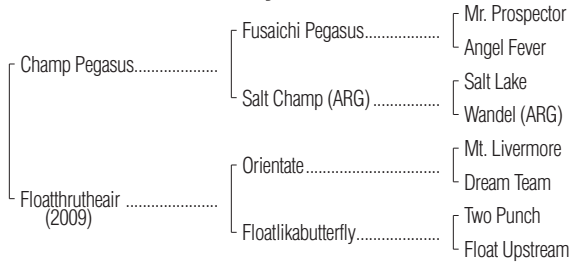 Mr. Prospector
Fusaichi Pegasus..................
Angel Fever
Champ Pegasus....................
Salt Lake
Salt Champ (ARG) ................
Wandel (ARG)
Mt. Livermore
Orientate................................
Dream Team
Floatthrutheair ......................
(2009)
Two Punch
Floatlikabutterfly....................
Float Upstream